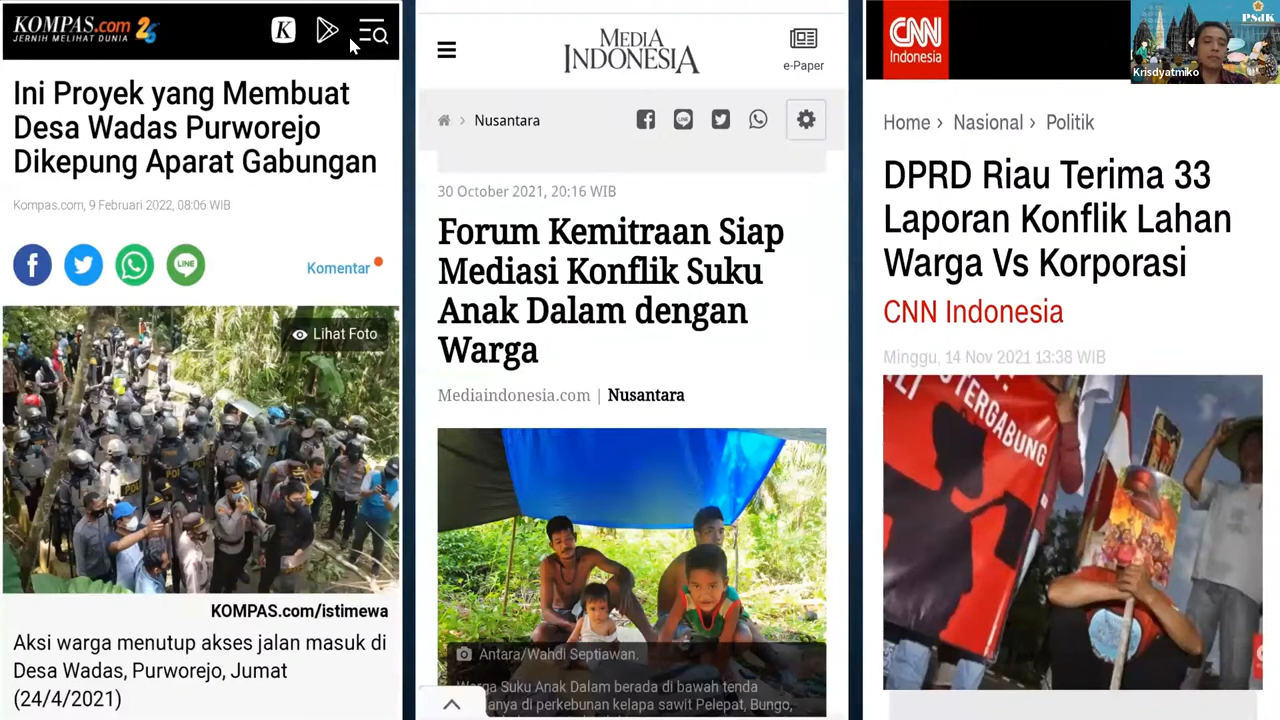 KOMPAS.com 26
JERNIH MELIHAT DUNIA
K
Ini Proyek yang Membuat
Desa Wadas Purworejo
Dikepung Aparat Gabungan
Kompas.com, 9 Februari 2022, 08:06 WIB
Komentar
Lihat Foto
KOMPAS.com/istimewa
Aksi warga menutup akses jalan masuk di
Desa Wadas, Purworejo, Jumat
(24/4/2021)
MEDIA
INDONESIA
e-Paper
Nusantara
30 October 2021, 20:16 WIB
Forum Kemitraan Siap
Mediasi Konflik Suku
Anak Dalam dengan
Warga
Mediaindonesia.com | Nusantara
Antara/Wahdi Septiawan.
Warga Suku Anak Dalam berada di bawah tenda
di perkebunan kelapa sawit Pelepat, Bungo,
CNN
Indonesia
PSdK
Krisdyatmiko
Home › Nasional › Politik
DPRD Riau Terima 33
Laporan Konflik Lahan
Warga Vs Korporasi
CNN Indonesia
Minggu, 14 Nov 2021 13:38 WIB
TERGABUNG